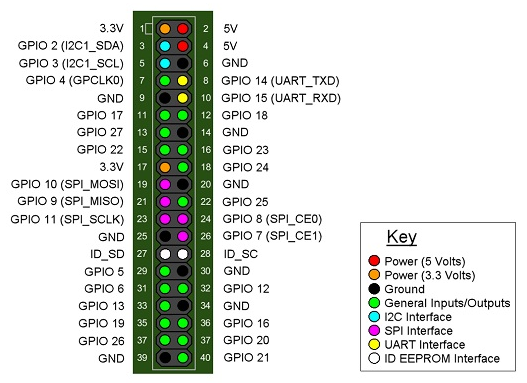 3.3V 1 2 5V
GPIO 2 (I2C1_SDA) 3 4 5V
GPIO 3 (I2C1_SCL) 5 6 GND
GPIO 4 (GPCLK0) 7 8 GPIO 14 (UART_TXD)
GND 9 10 GPIO 15 (UART_RXD)
GPIO 17 11 12 GPIO 18
GPIO 27 13 14 GND
GPIO 22 15 16 GPIO 23
3.3V 17 18 GPIO 24
GPIO 10 (SPI_MOSI) 19 20 GND
GPIO 9 (SPI_MISO) 21 22 GPIO 25
GPIO 11 (SPI_SCLK) 23 24 GPIO 8 (SPI_CE0)
GND 25 26 GPIO 7 (SPI_CE1)
ID_SD 27 28 ID_SC
GPIO 5 29 30 GND
GPIO 6 31 32 GPIO 12
GPIO 13 33 34 GND
GPIO 19 35 36 GPIO 16
GPIO 26 37 38 GPIO 20
GND 39 40 GPIO 21
Key
Power (5 Volts)
Power (3.3 Volts)
Ground
General Inputs/Outputs
I2C Interface
SPI Interface
UART Interface
ID EEPROM Interface